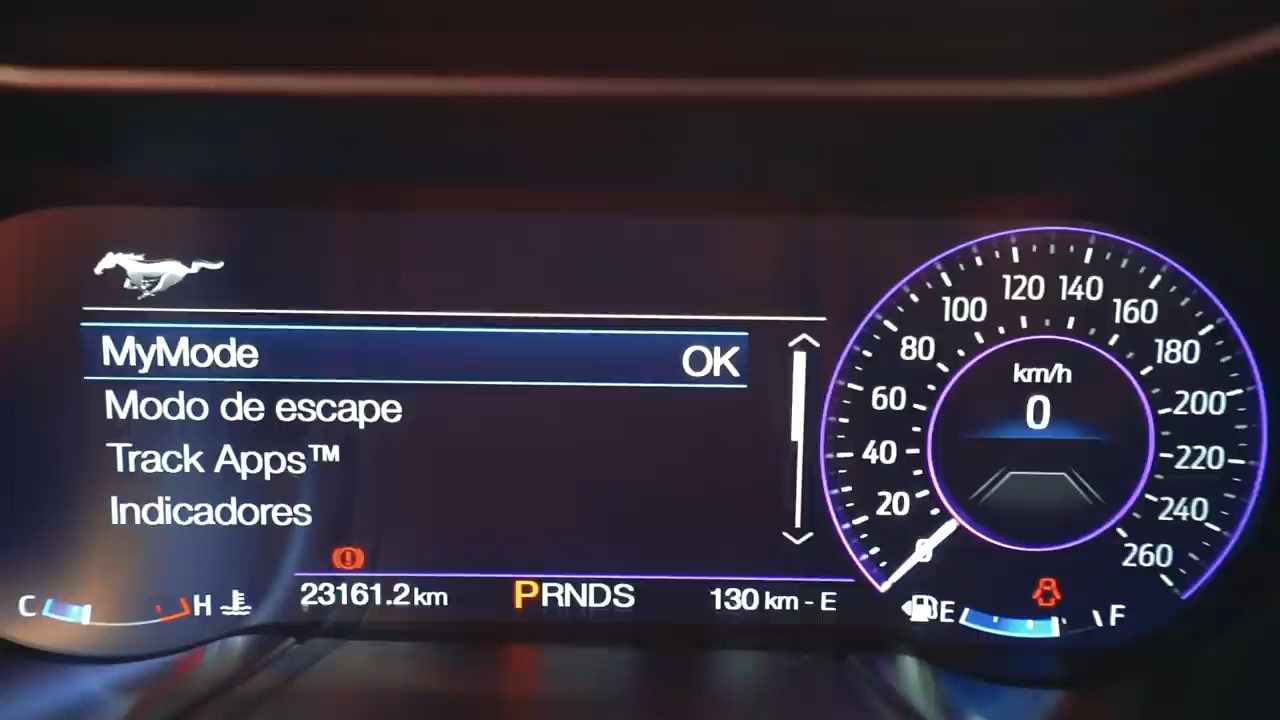 MyMode OK
Modo de escape
Track Apps™
Indicadores
C H
23161.2 km
PRNDS
130 km - E
0
20
40
60
80
100
120
140
160
180
200
220
240
260
km/h
0
E F